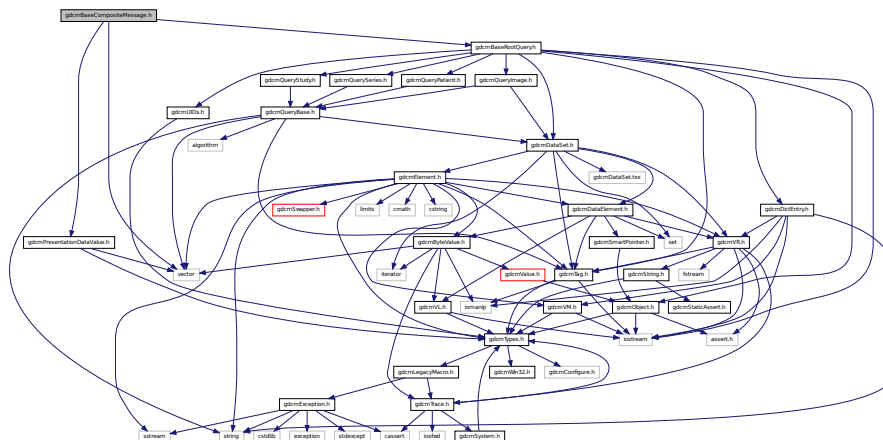 gdcmBaseCompositeMessage.h
gdcmBaseRootQuery.h
gdcmQueryStudy.h
gdcmQuerySeries.h
gdcmQueryPatient.h
gdcmQueryImage.h
gdcmUIDs.h
gdcmQueryBase.h
algorithm
gdcmDataSet.h
gdcmElement.h
gdcmDataSet.txx
gdcmSwapper.h
limits
cmath
cstring
gdcmDataElement.h
gdcmDictEntry.h
gdcmPresentationDataValue.h
gdcmByteValue.h
gdcmSmartPointer.h
set
gdcmVR.h
vector
iterator
gdcmValue.h
gdcmTag.h
gdcmString.h
fstream
gdcmVL.h
iomanip
gdcmVM.h
gdcmObject.h
gdcmStaticAssert.h
gdcmTypes.h
iostream
assert.h
gdcmLegacyMacro.h
gdcmWin32.h
gdcmConfigure.h
gdcmException.h
gdcmTrace.h
sstream
string
cstdlib
exception
stdexcept
cassert
iosfwd
gdcmSystem.h